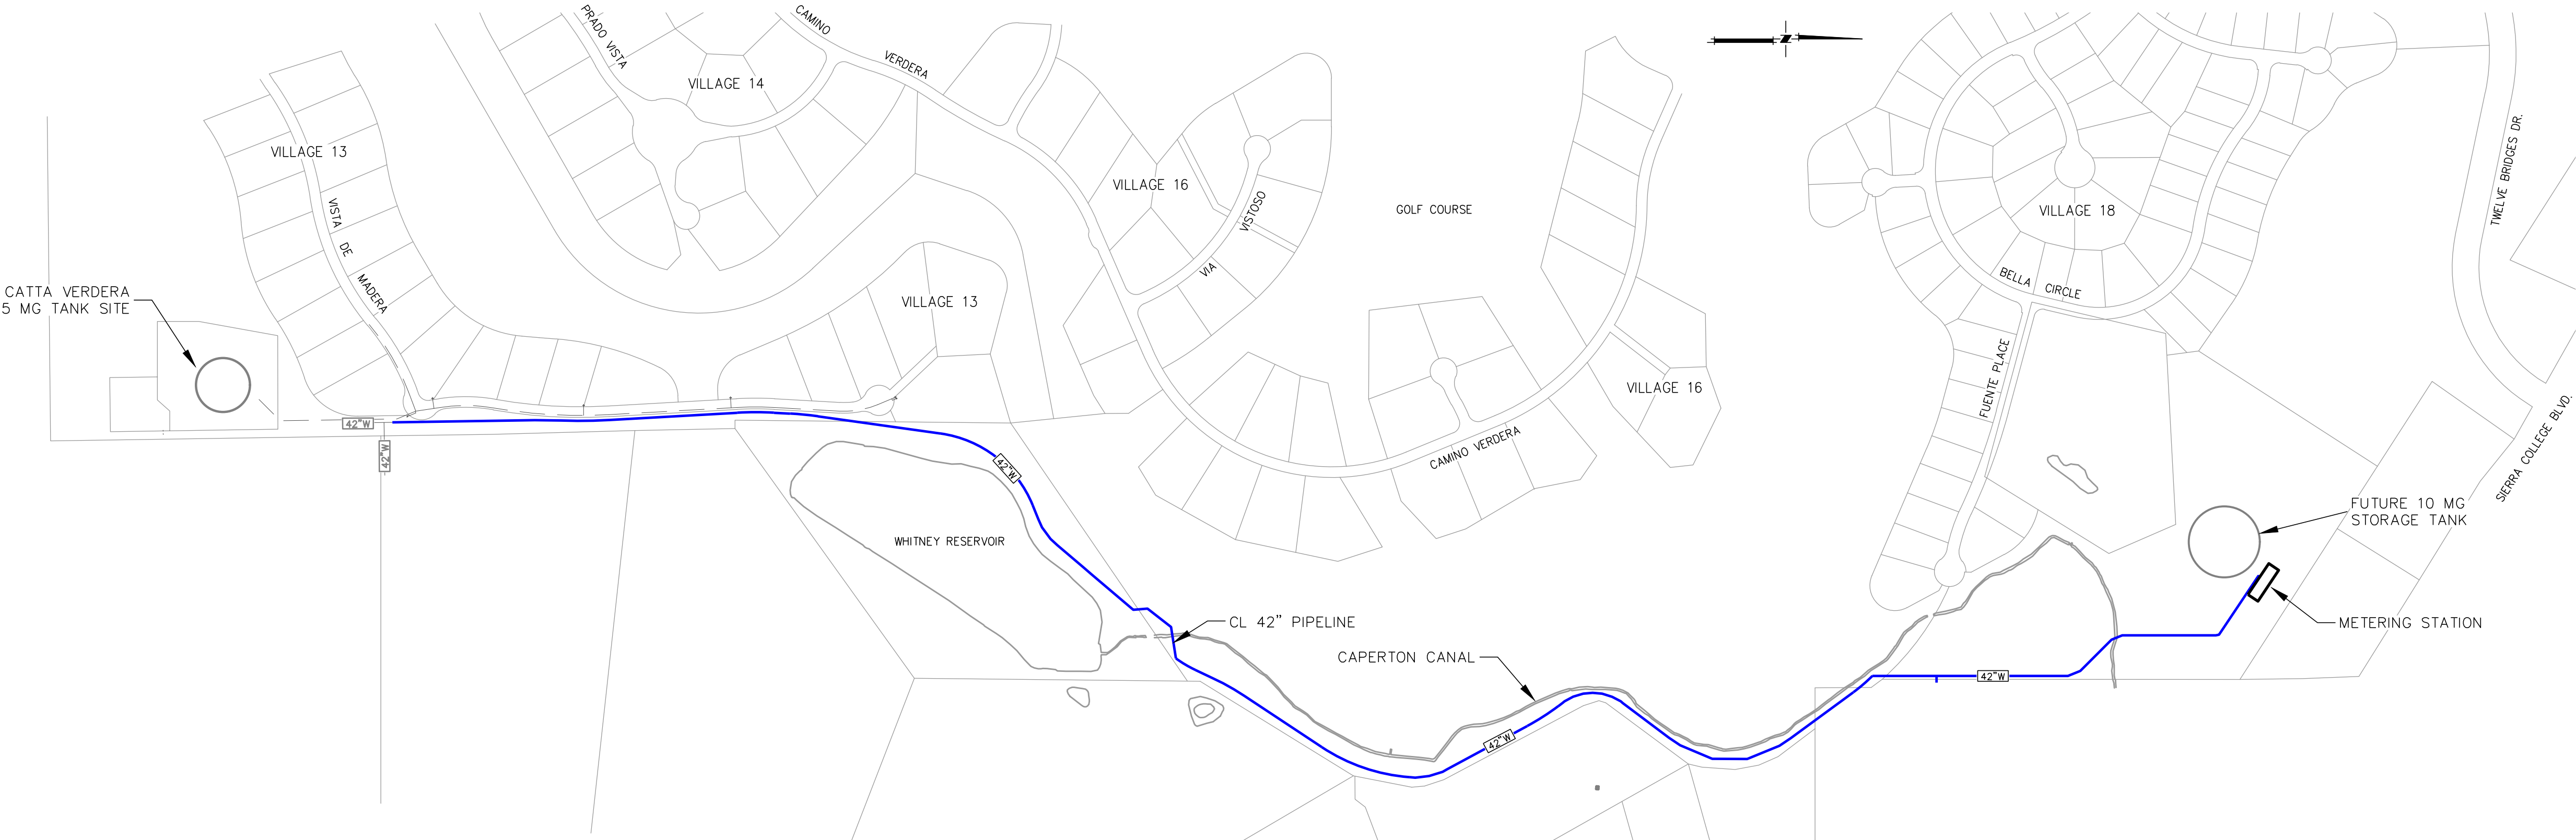 PRADO VISTA
CAMINO
VERDERA
VILLAGE 14
VILLAGE 13
VISTA
DE
MADERA
VILLAGE 16
VISTOSO
VIA
GOLF COURSE
Z
VILLAGE 18
BELLA
CIRCLE
TWELVE BRIDGES DR.
CATTA VERDERA
5 MG TANK SITE
VILLAGE 13
FUENTE PLACE
VILLAGE 16
SIERRA COLLEGE BLVD.
42"W
42"W
42"W
CAMINO VERDERA
WHITNEY RESERVOIR
FUTURE 10 MG
STORAGE TANK
CL 42” PIPELINE
METERING STATION
CAPERTON CANAL
42"W
42"W